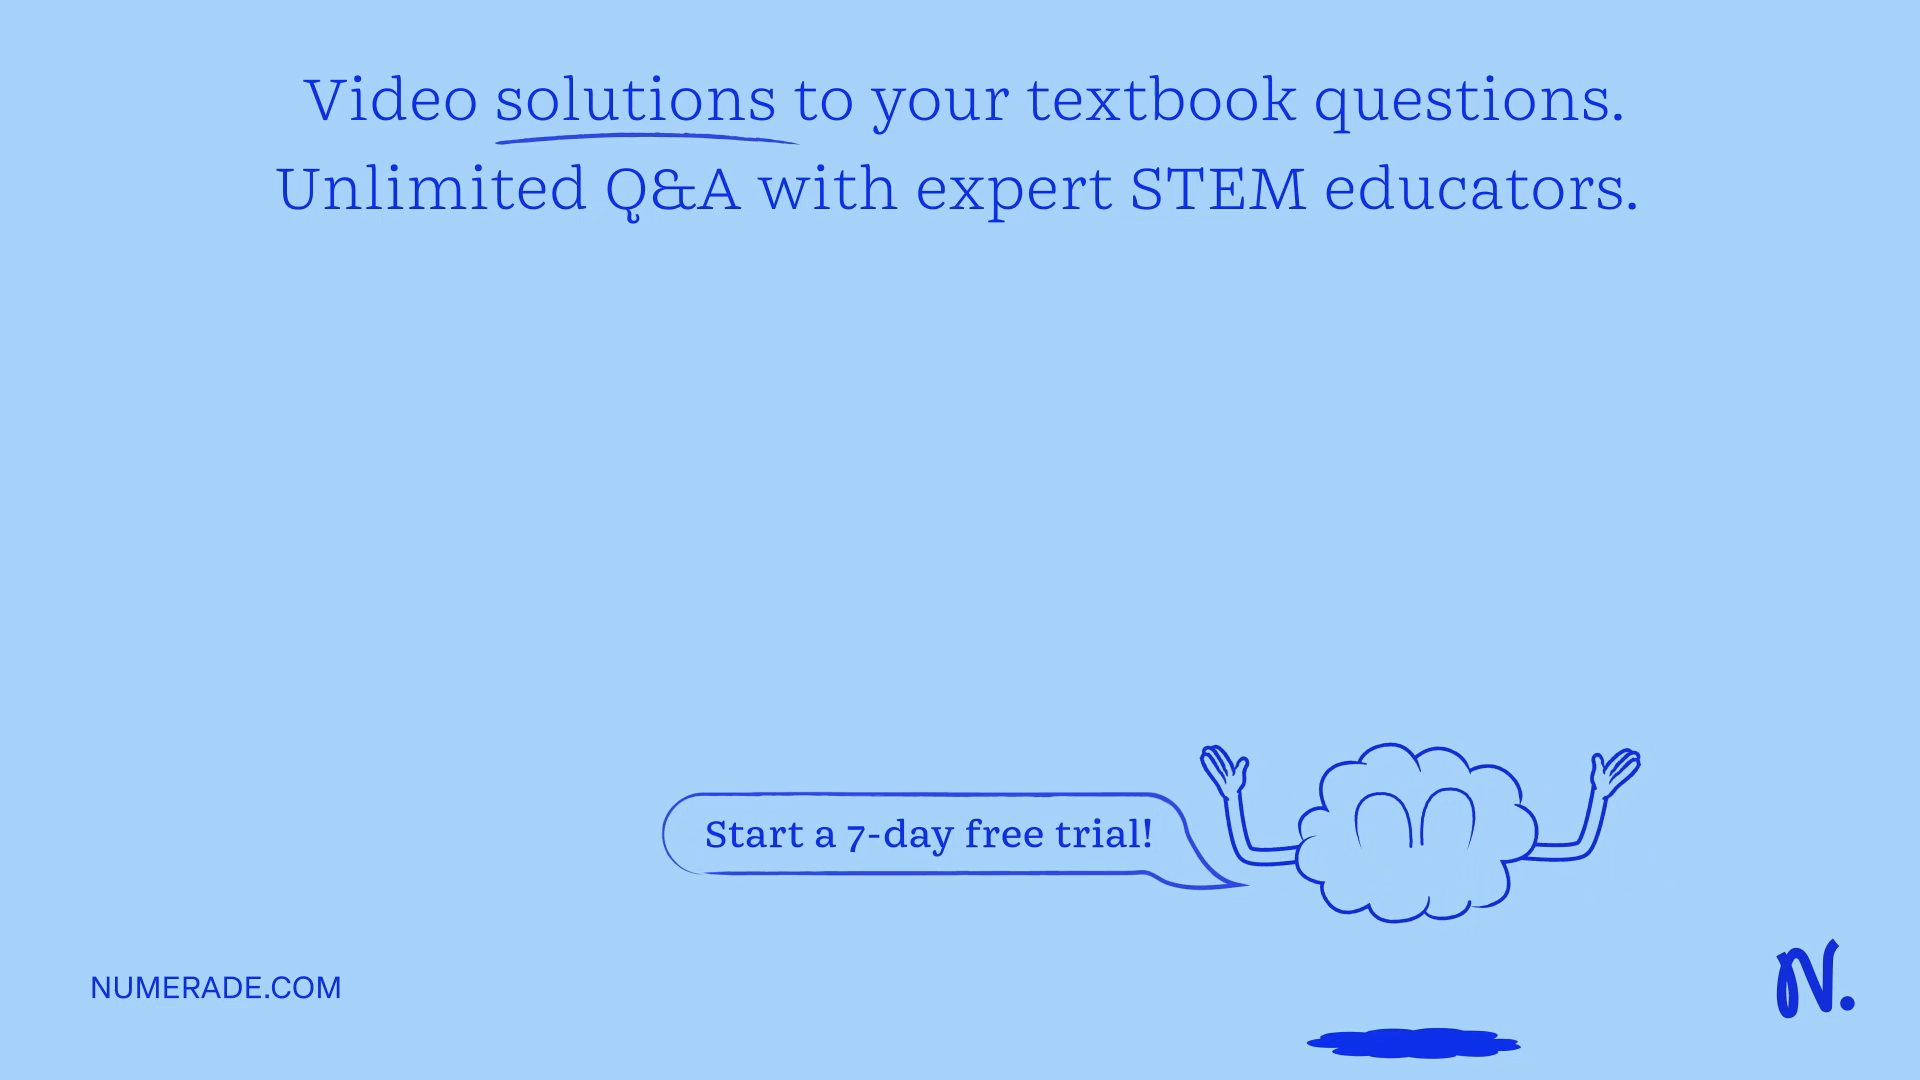 Video solutions to your textbook questions.
Unlimited Q&A with expert STEM educators.
Start a 7-day free trial!
NUMERADE.COM
N.